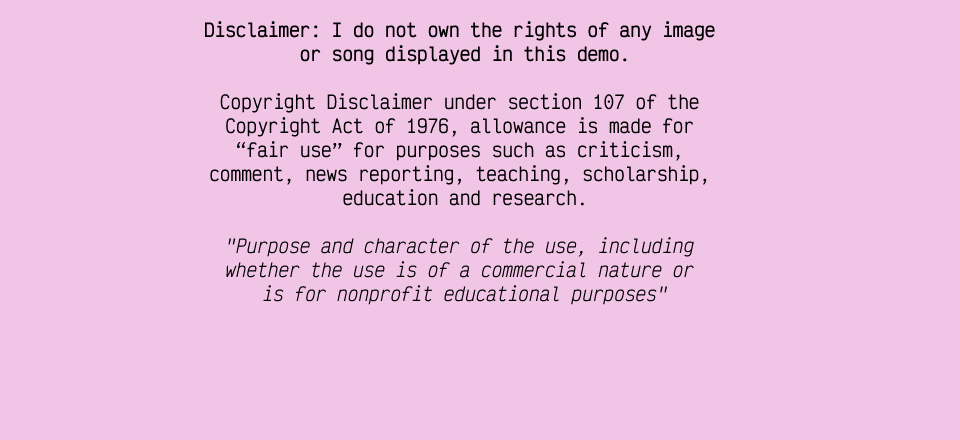 Disclaimer: I do not own the rights of any image
or song displayed in this demo.
Copyright Disclaimer under section 107 of the
Copyright Act of 1976, allowance is made for
“fair use” for purposes such as criticism,
comment, news reporting, teaching, scholarship,
education and research.
"Purpose and character of the use, including
whether the use is of a commercial nature or
is for nonprofit educational purposes"